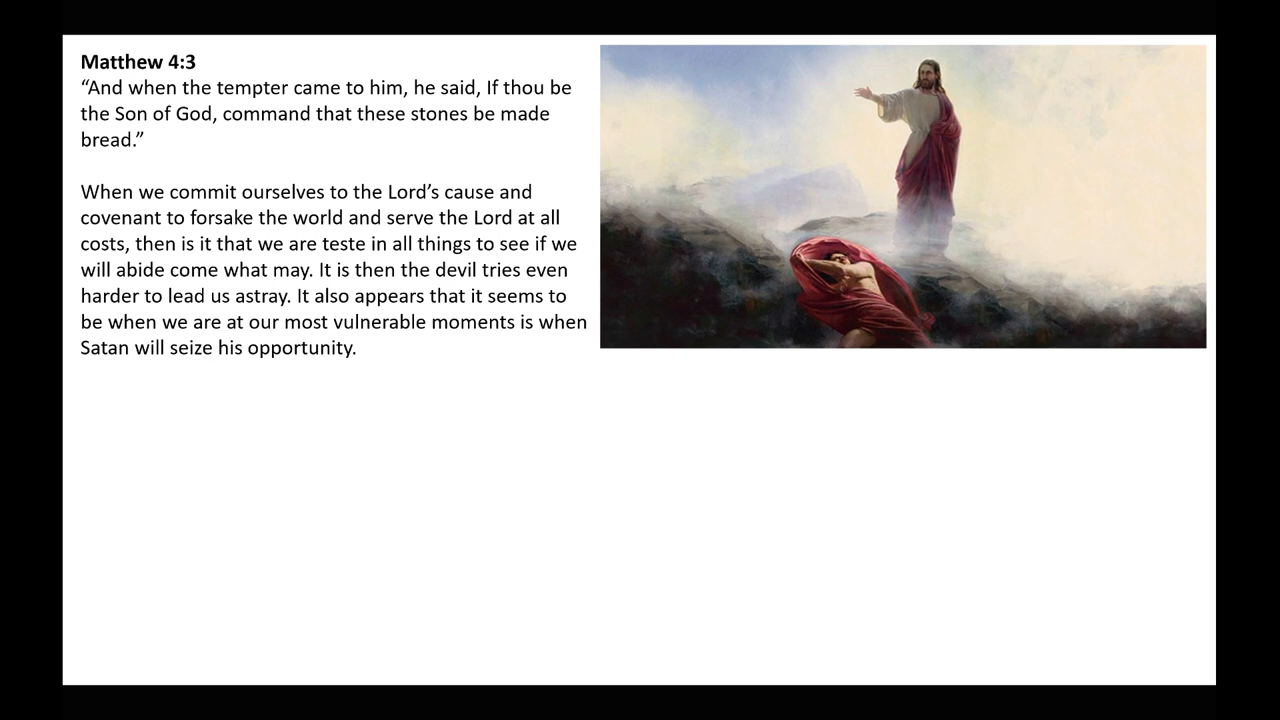 Matthew 4:3
“And when the tempter came to him, he said, If thou be
the Son of God, command that these stones be made
bread.”
When we commit ourselves to the Lord’s cause and
covenant to forsake the world and serve the Lord at all
costs, then is it that we are teste in all things to see if we
will abide come what may. It is then the devil tries even
harder to lead us astray. It also appears that it seems to
be when we are at our most vulnerable moments is when
Satan will seize his opportunity.